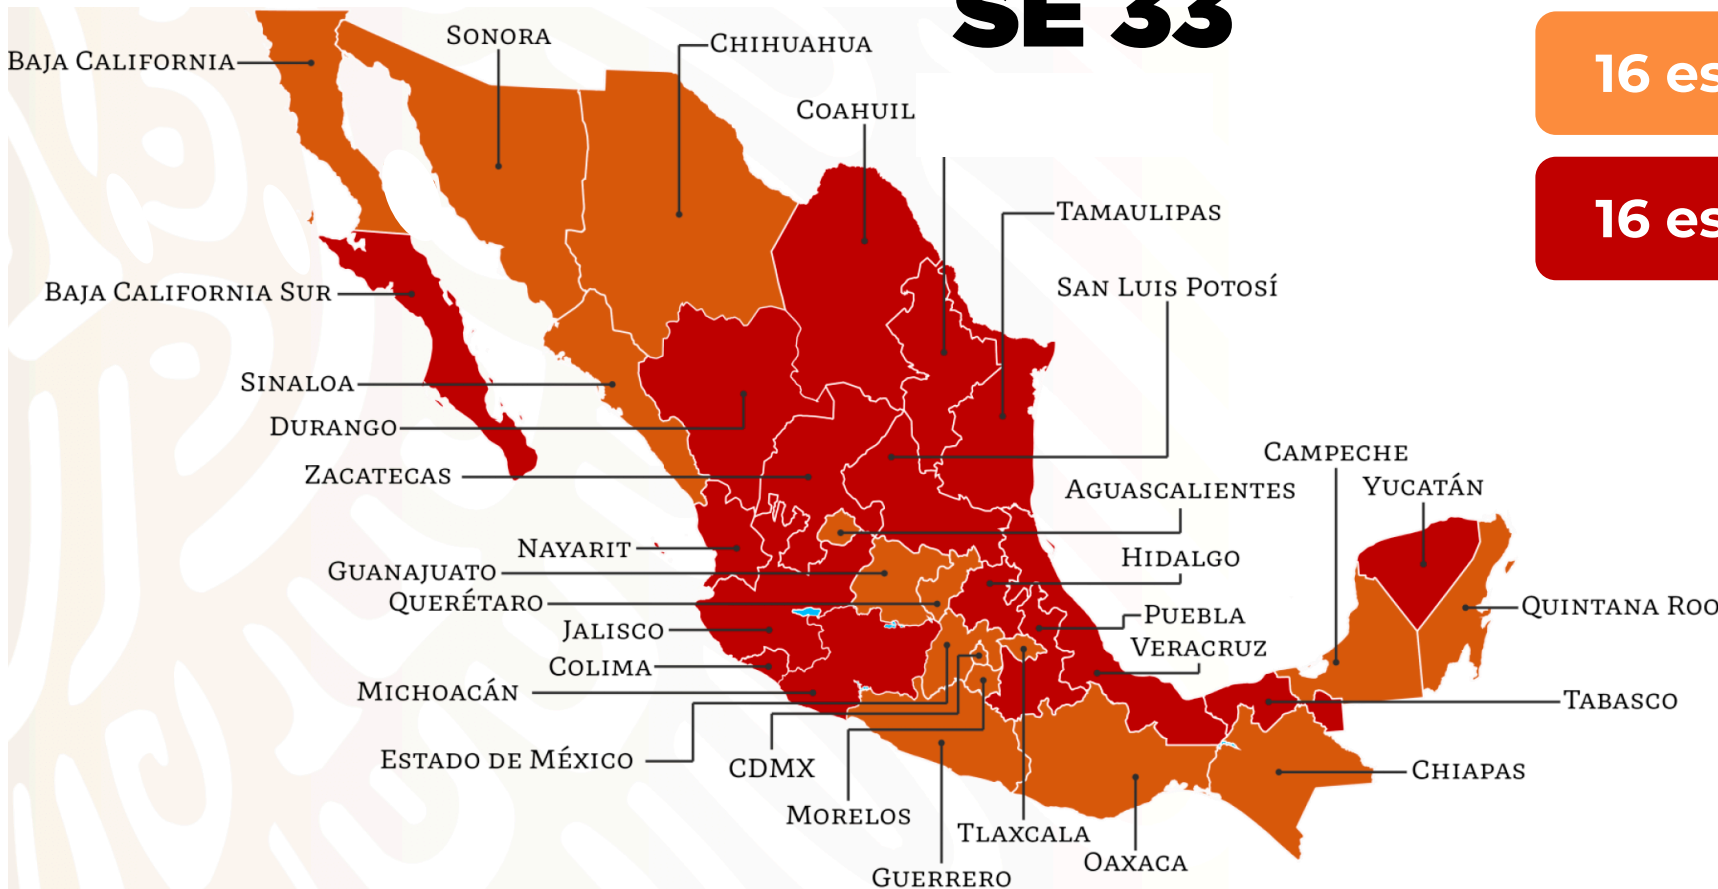 SE 33
16 es
16 es
BAJA CALIFORNIA
SONORA
CHIHUAHUA
COAHUIL
TAMAULIPAS
SAN LUIS POTOSÍ
BAJA CALIFORNIA SUR
SINALOA
DURANGO
ZACATECAS
CAMPECHE
YUCATÁN
AGUASCALIENTES
NAYARIT
HIDALGO
GUANAJUATO
QUERÉTARO
QUINTANA ROO
PUEBLA
JALISCO
VERACRUZ
COLIMA
MICHOACÁN
TABASCO
ESTADO DE MÉXICO
CDMX
CHIAPAS
MORELOS
TLAXCALA
OAXACA
GUERRERO